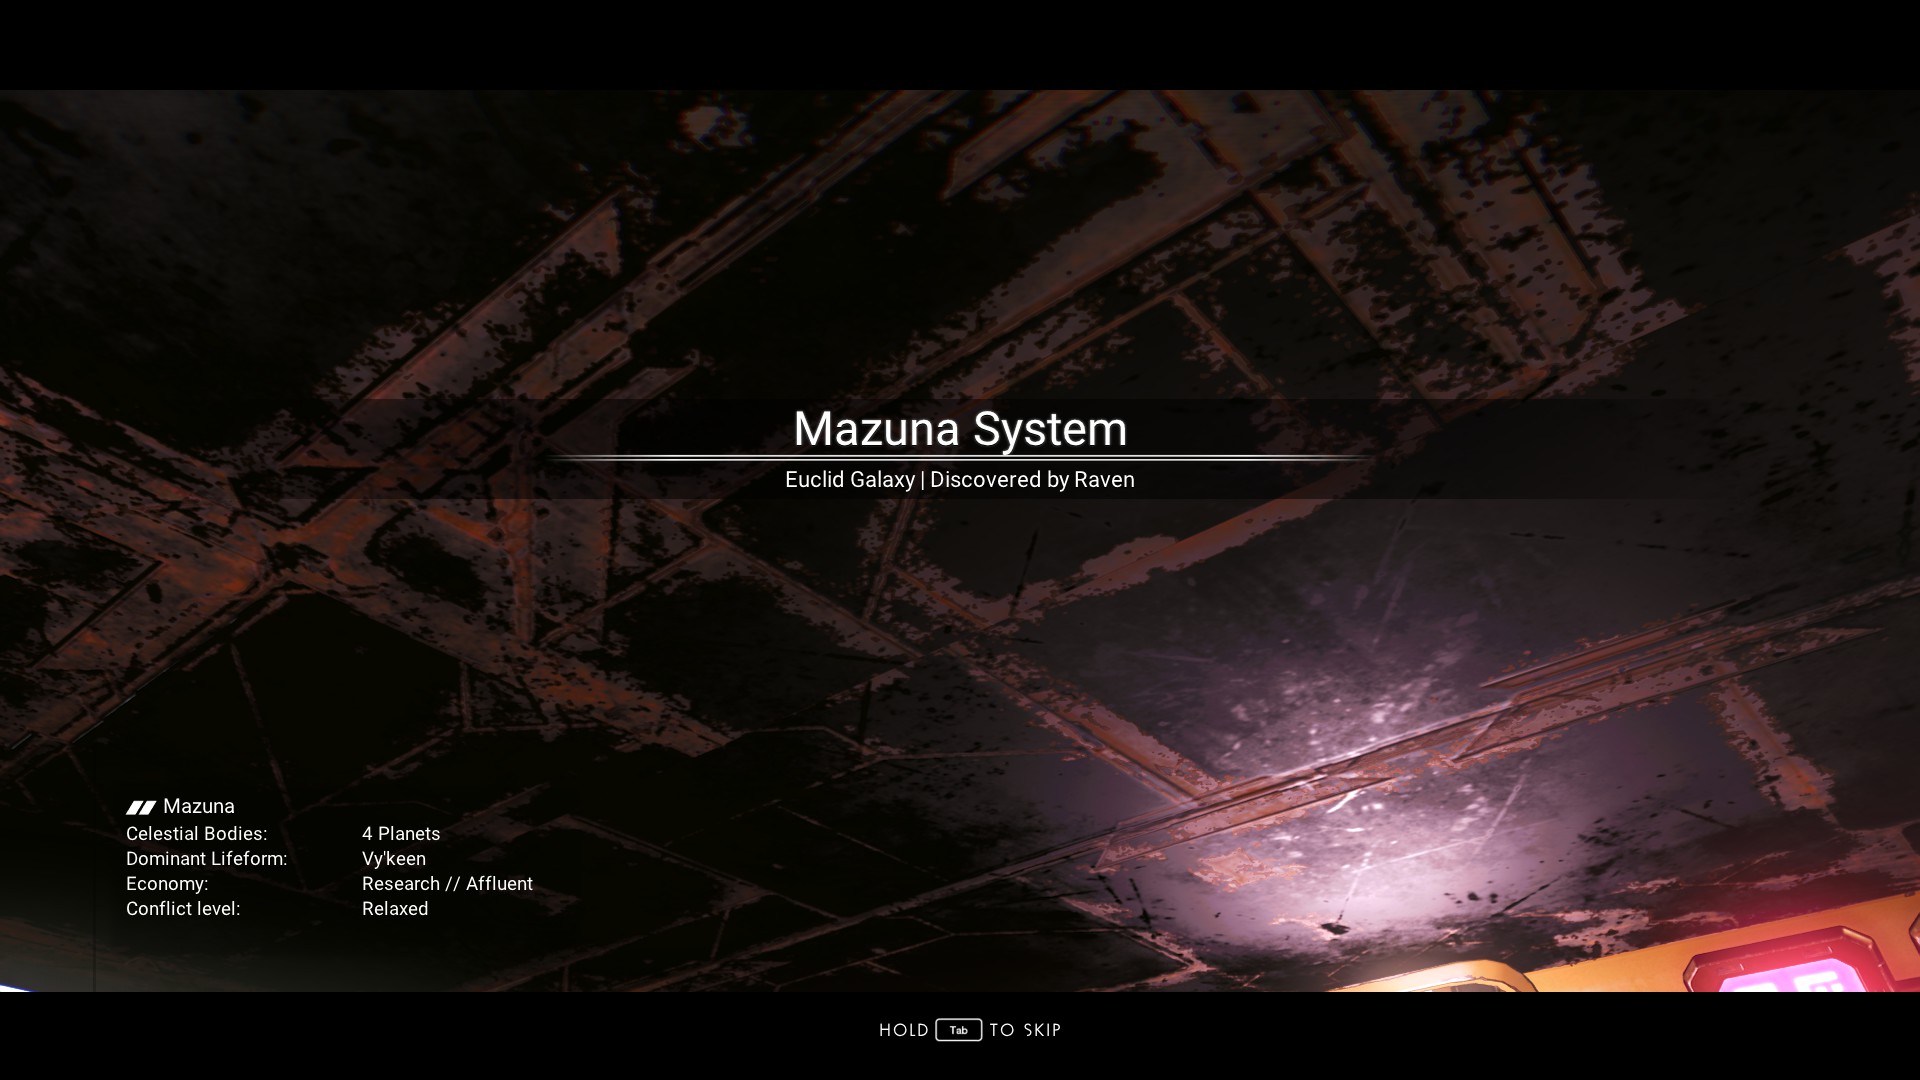 Mazuna System
Euclid Galaxy | Discovered by Raven
Mazuna
Celestial Bodies: 4 Planets
Dominant Lifeform: Vy'keen
Economy: Research // Affluent
Conflict level: Relaxed
HOLD Tab TO SKIP